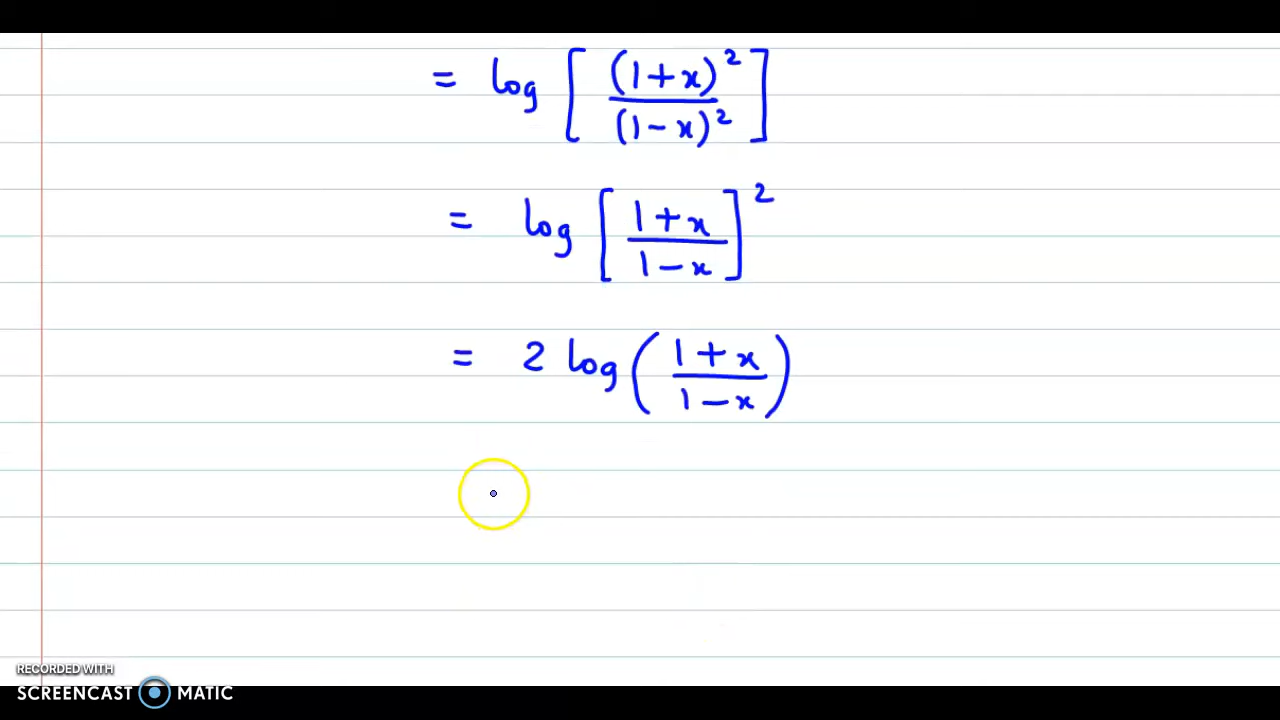 = log [ (1+x)² / (1-x)² ]
= log [ 1+x / 1-x ]²
= 2 log ( 1+x / 1-x )
RECORDED WITH
SCREENCAST MATIC